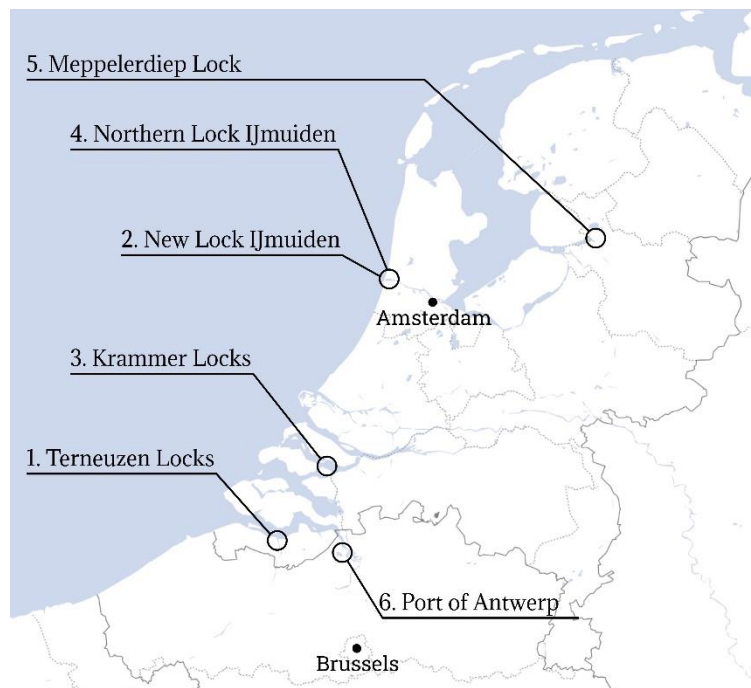 5. Meppelerdiep Lock
4. Northern Lock IJmuiden
2. New Lock IJmuiden
Amsterdam
3. Krammer Locks
1. Terneuzen Locks
6. Port of Antwerp
Brussels